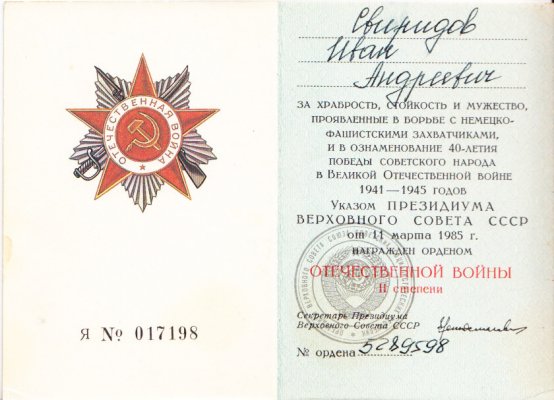 ОТЕЧЕСТВЕННАЯ ВОЙНА
Я № 017198
Свиридов
Иван
Андреевич
ЗА ХРАБРОСТЬ, СТОЙКОСТЬ И МУЖЕСТВО,
ПРОЯВЛЕННЫЕ В БОРЬБЕ С НЕМЕЦКО-
ФАШИСТСКИМИ ЗАХВАТЧИКАМИ,
И В ОЗНАМЕНОВАНИЕ 40-ЛЕТИЯ
ПОБЕДЫ СОВЕТСКОГО НАРОДА
В ВЕЛИКОЙ ОТЕЧЕСТВЕННОЙ ВОЙНЕ
1941—1945 ГОДОВ
УКАЗОМ ПРЕЗИДИУМА
ВЕРХОВНОГО СОВЕТА СССР
от 11 марта 1985 г.
НАГРАЖДЕН ОРДЕНОМ
ОТЕЧЕСТВЕННОЙ ВОЙНЫ
II степени
Секретарь Президиума
Верховного Совета СССР
№ ордена 5289598